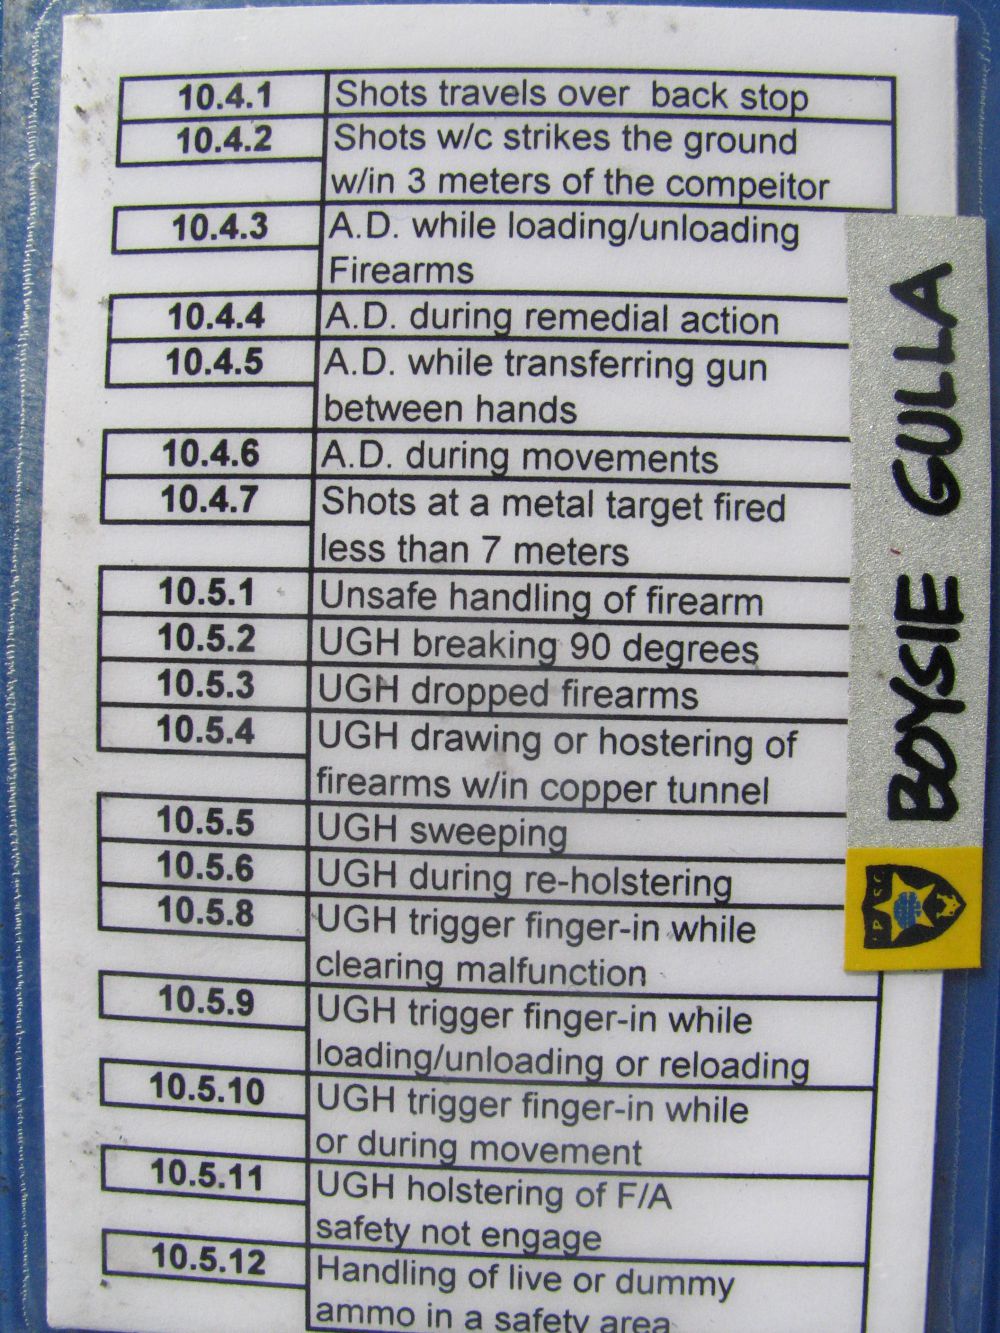 10.4.1 Shots travels over back stop
10.4.2 Shots w/c strikes the ground
w/in 3 meters of the compeitor
10.4.3 A.D. while loading/unloading
Firearms
10.4.4 A.D. during remedial action
10.4.5 A.D. while transferring gun
between hands
10.4.6 A.D. during movements
10.4.7 Shots at a metal target fired
less than 7 meters
10.5.1 Unsafe handling of firearm
10.5.2 UGH breaking 90 degrees
10.5.3 UGH dropped firearms
10.5.4 UGH drawing or hostering of
firearms w/in copper tunnel
10.5.5 UGH sweeping
10.5.6 UGH during re-holstering
10.5.8 UGH trigger finger-in while
clearing malfunction
10.5.9 UGH trigger finger-in while
loading/unloading or reloading
10.5.10 UGH trigger finger-in while
or during movement
10.5.11 UGH holstering of F/A
safety not engage
10.5.12 Handling of live or dummy
ammo in a safety area
BOYSIE GULLA